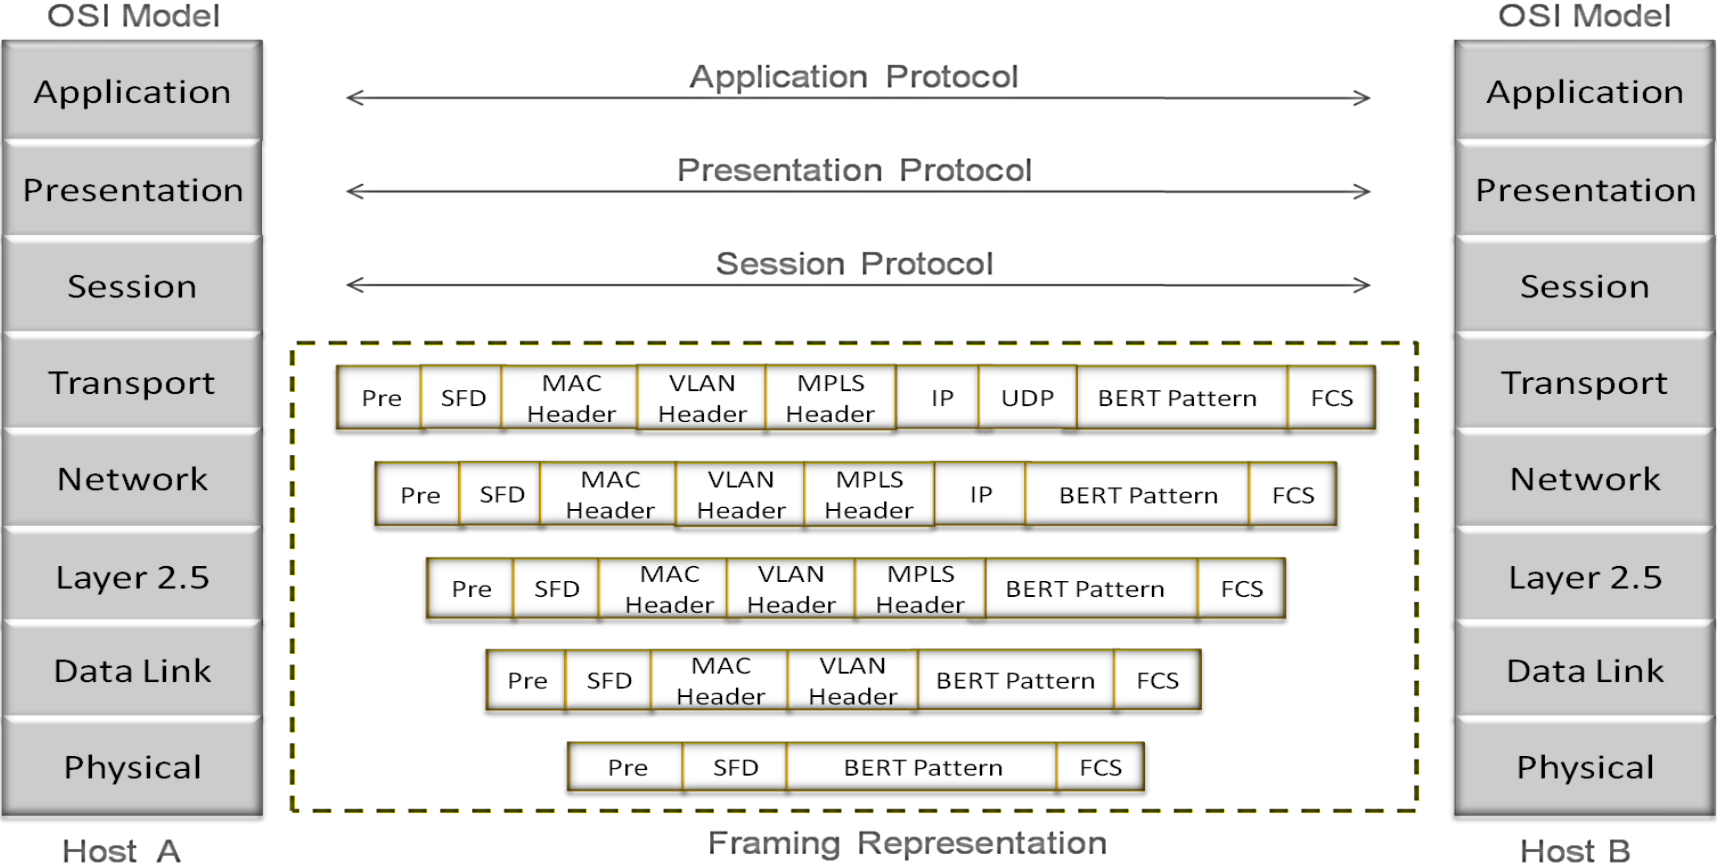 OSI Model
OSI Model
Application
Application Protocol
Application
Presentation
Presentation Protocol
Presentation
Session
Session Protocol
Session
Transport
Pre SFD MAC Header VLAN Header MPLS Header IP UDP BERT Pattern FCS
Transport
Network
Pre SFD MAC Header VLAN Header MPLS Header IP BERT Pattern FCS
Network
Layer 2.5
Pre SFD MAC Header VLAN Header MPLS Header BERT Pattern FCS
Layer 2.5
Data Link
Pre SFD MAC Header VLAN Header BERT Pattern FCS
Data Link
Physical
Pre SFD BERT Pattern FCS
Physical
Host A
Framing Representation
Host B